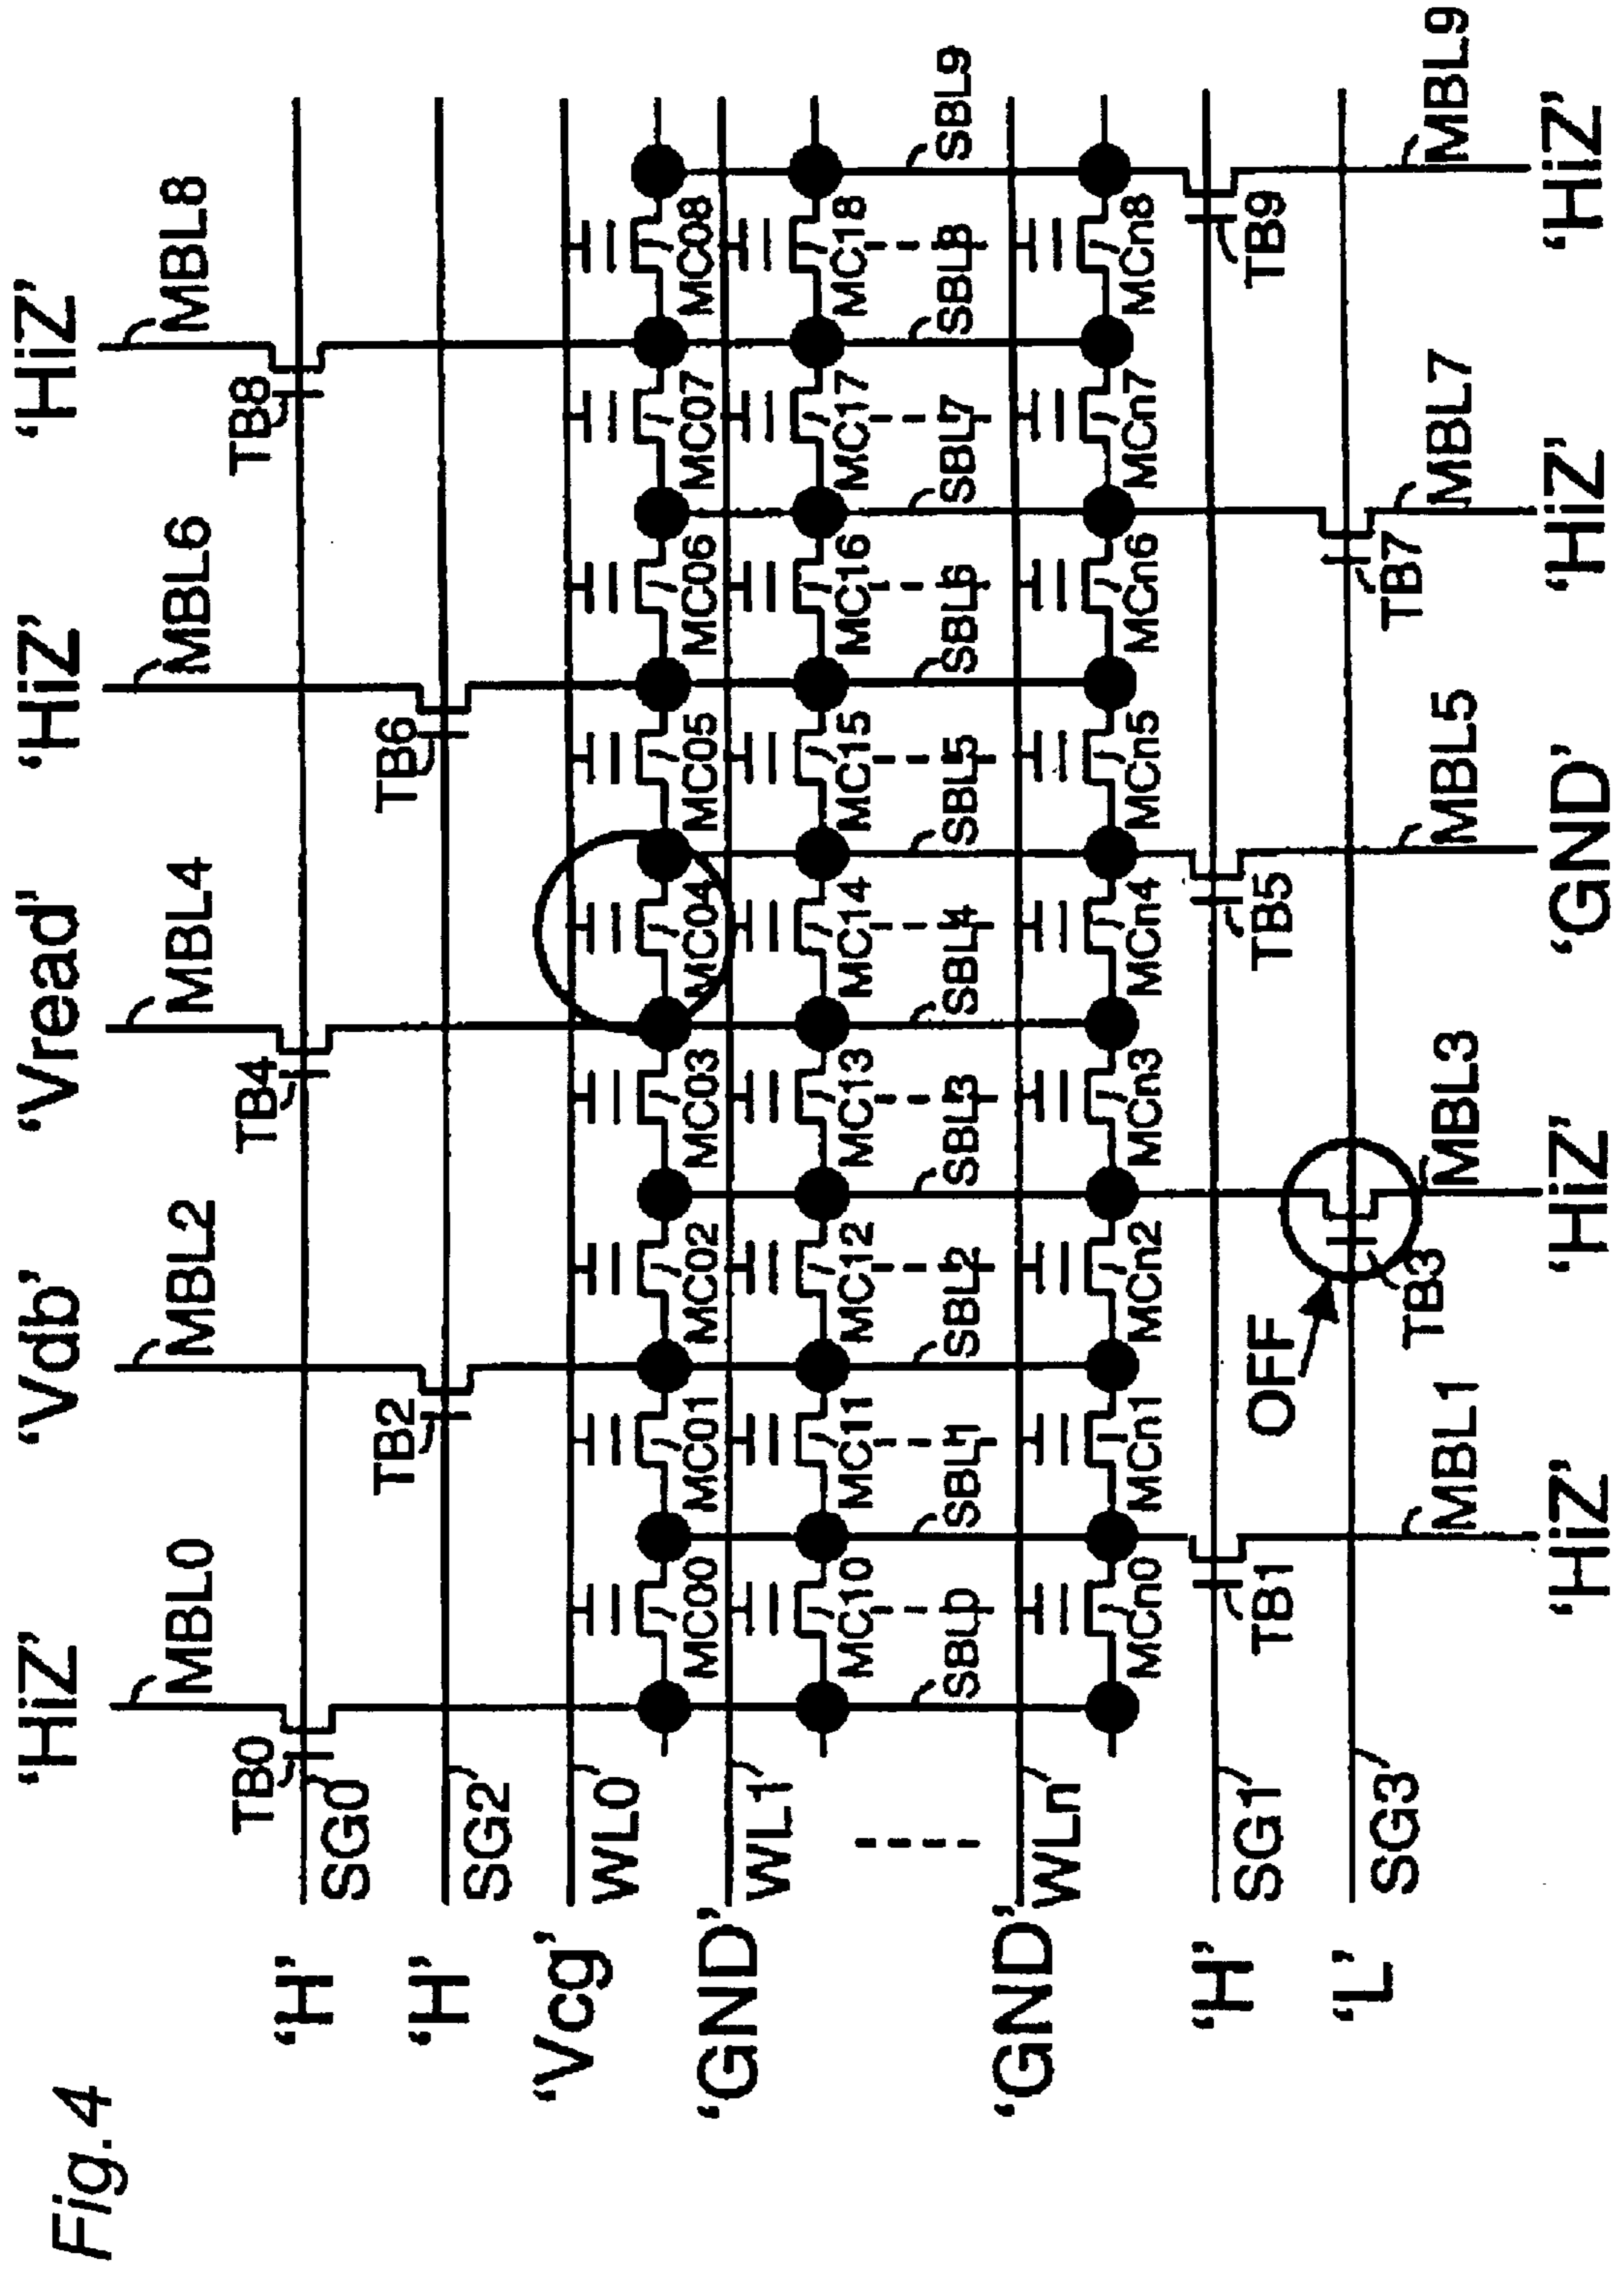 Fig.4
'HiZ' 'Vdb' 'Vread' 'HiZ' 'HiZ'
MBL0 MBL2 MBL4 MBL6 MBL8
TB0 TB4 TB8
'H' SG0
TB2 TB6
'H' SG2
'Vcg' WL0
MC00 MC01 MC02 MC03 MC04 MC05 MC06 MC07 MC08
'GND' WL1
MC10 MC11 MC12 MC13 MC14 MC15 MC16 MC17 MC18
SBL0 SBL1 SBL2 SBL3 SBL4 SBL5 SBL6 SBL7 SBL8 SBL9
'GND' WLn
MCn0 MCn1 MCn2 MCn3 MCn4 MCn5 MCn6 MCn7 MCn8
'H' SG1
TB1 TB5 TB9
OFF
'L' SG3
TB3 TB7
MBL1 MBL3 MBL5 MBL7 MBL9
'HiZ' 'HiZ' 'GND' 'HiZ' 'HiZ'